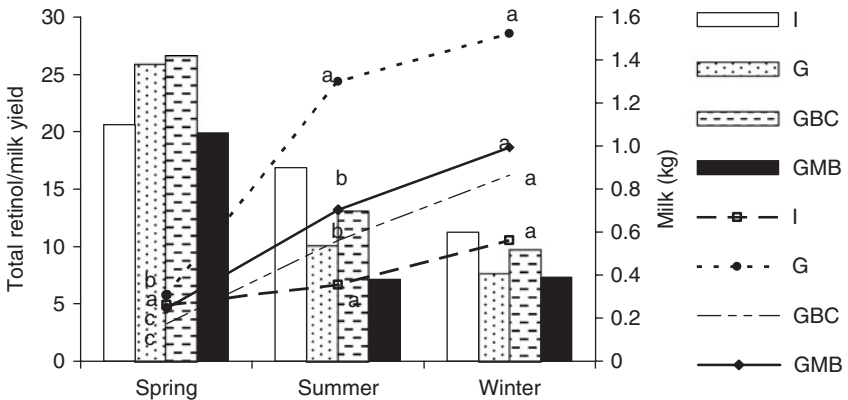 Total retinol/milk yield
30
25
20
15
10
5
0
a
a
a
b
a
b
a
b
a
a
c
c
Spring
Summer
Winter
1.6
1.4
1.2
1.0
0.8
0.6
0.4
0.2
0
Milk (kg)
I
G
GBC
GMB
I
G
GBC
GMB